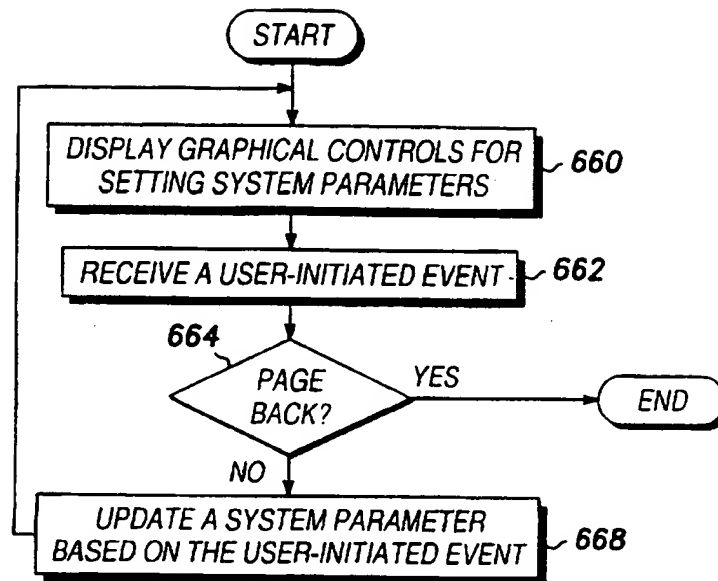 START
DISPLAY GRAPHICAL CONTROLS FOR
SETTING SYSTEM PARAMETERS
660
RECEIVE A USER-INITIATED EVENT
662
664
PAGE
BACK?
YES
END
NO
UPDATE A SYSTEM PARAMETER
BASED ON THE USER-INITIATED EVENT
668